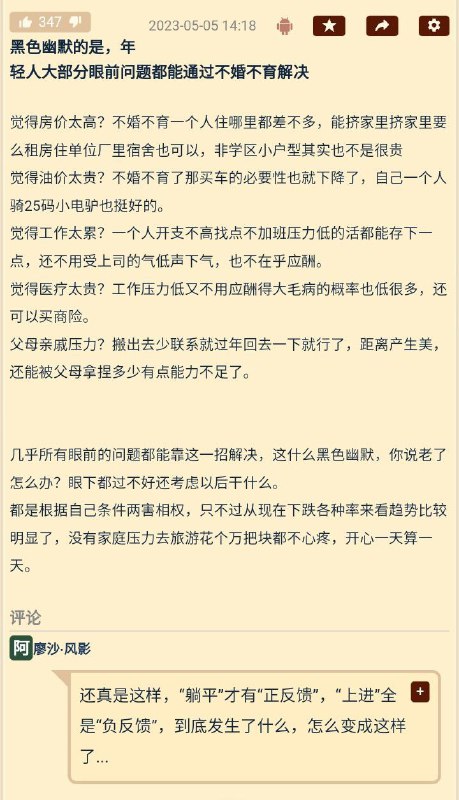 347
2023-05-05 14:18
黑色幽默的是，年
轻人大部分眼前问题都能通过不婚不育解决
觉得房价太高？不婚不育一个人住哪里都差不多，能挤家里挤家里要
么租房住单位厂里宿舍也可以，非学区小户型其实也不是很贵
觉得油价太贵？不婚不育了那买车的必要性也就下降了，自己一个人
骑25码小电驴也挺好的。
觉得工作太累？一个人开支不高找点不加班压力低的活都能存下一
点，还不用受上司的气低声下气，也不在乎应酬。
觉得医疗太贵？工作压力低又不用应酬得大毛病的概率也低很多，还
可以买商险。
父母亲戚压力？搬出去少联系就过年回去一下就行了，距离产生美，
还能被父母拿捏多少有点能力不足了。
几乎所有眼前的问题都能靠这一招解决，这什么黑色幽默，你说老了
怎么办？眼下都过不好还考虑以后干什么。
都是根据自己条件两害相权，只不过从现在下跌各种率来看趋势比较
明显了，没有家庭压力去旅游花个万把块都不心疼，开心一天算一
天。
评论
阿 廖沙·风影
还真是这样，“躺平”才有“正反馈”，“上进”全
是“负反馈”，到底发生了什么，怎么变成这样
了...